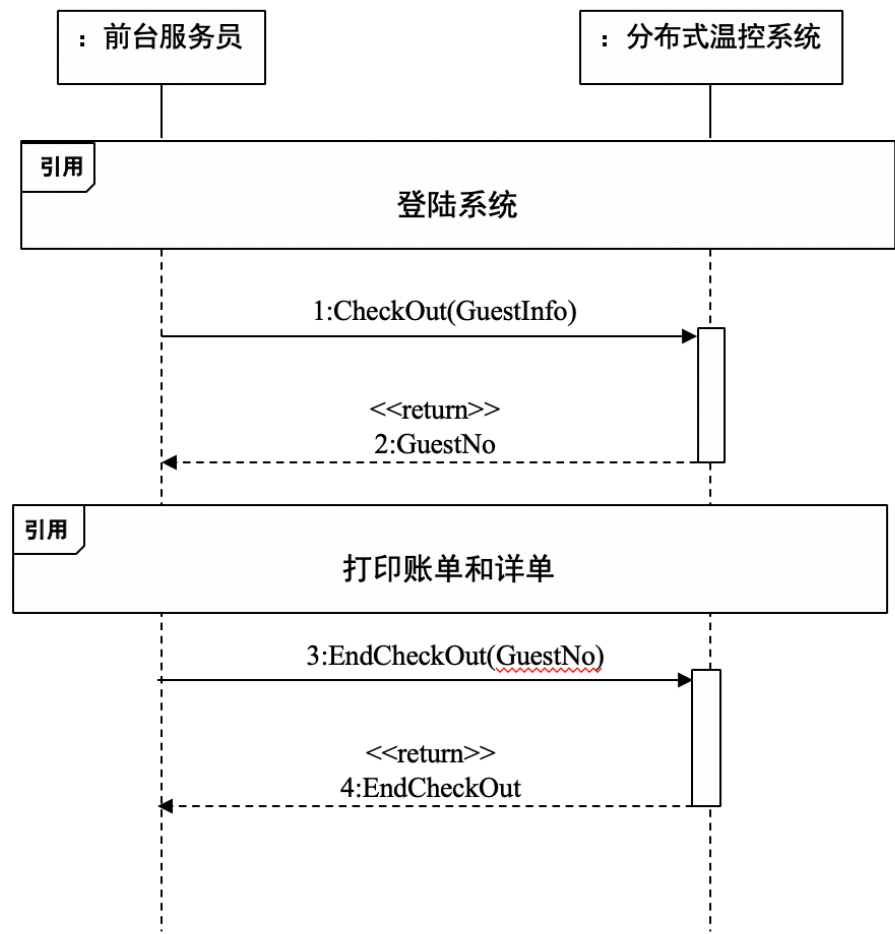 ：前台服务员
：分布式温控系统
引用
登陆系统
1:CheckOut(GuestInfo)
<<return>>
2:GuestNo
引用
打印账单和详单
3:EndCheckOut(GuestNo)
<<return>>
4:EndCheckOut